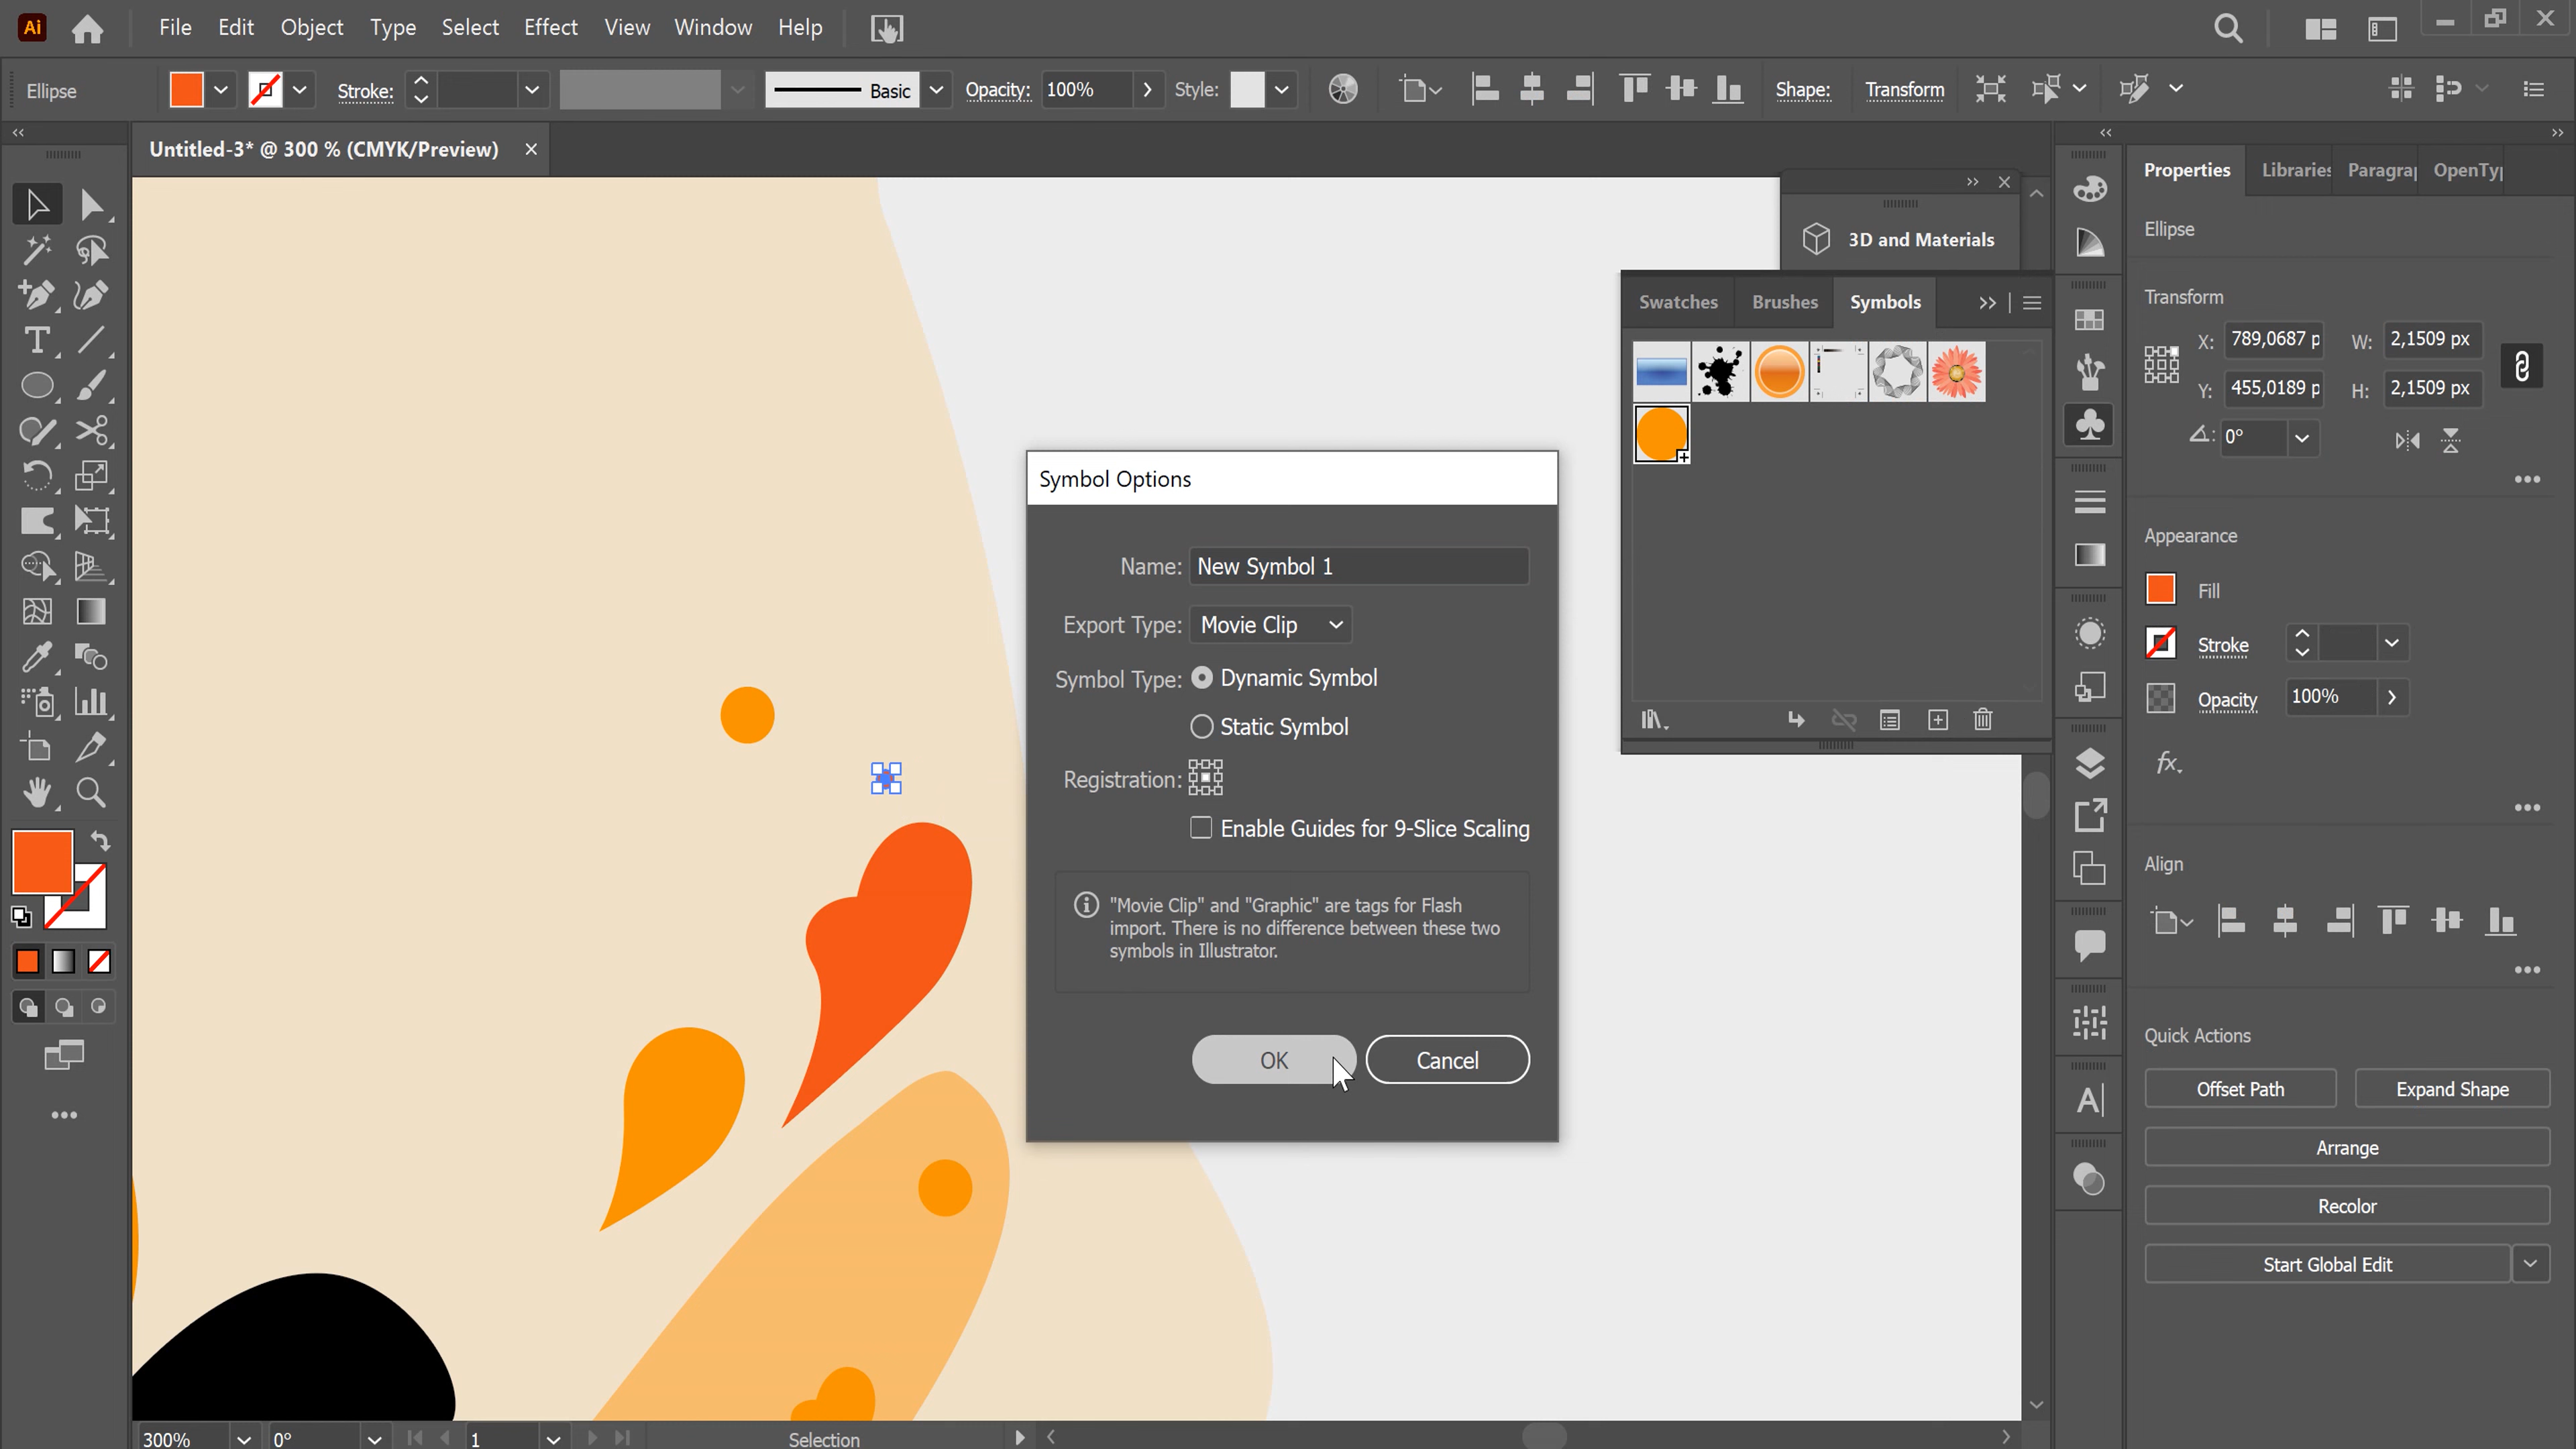 Ai File Edit Object Type Select Effect View Window Help
Ellipse Stroke: Basic Opacity: 100% Style: Shape: Transform
Untitled-3* @ 300 % (CMYK/Preview)
3D and Materials
Swatches Brushes Symbols
Symbol Options
Name: New Symbol 1
Export Type: Movie Clip
Symbol Type: Dynamic Symbol
Static Symbol
Registration:
Enable Guides for 9-Slice Scaling
"Movie Clip" and "Graphic" are tags for Flash
import. There is no difference between these two
symbols in Illustrator.
OK Cancel
Properties Libraries Paragra OpenTy
Ellipse
Transform
X: 789,0687 p W: 2,1509 px
Y: 455,0189 p H: 2,1509 px
0°
Appearance
Fill
Stroke
Opacity 100%
fx
Align
Quick Actions
Offset Path Expand Shape
Arrange
Recolor
Start Global Edit
300% 0° 1 Selection